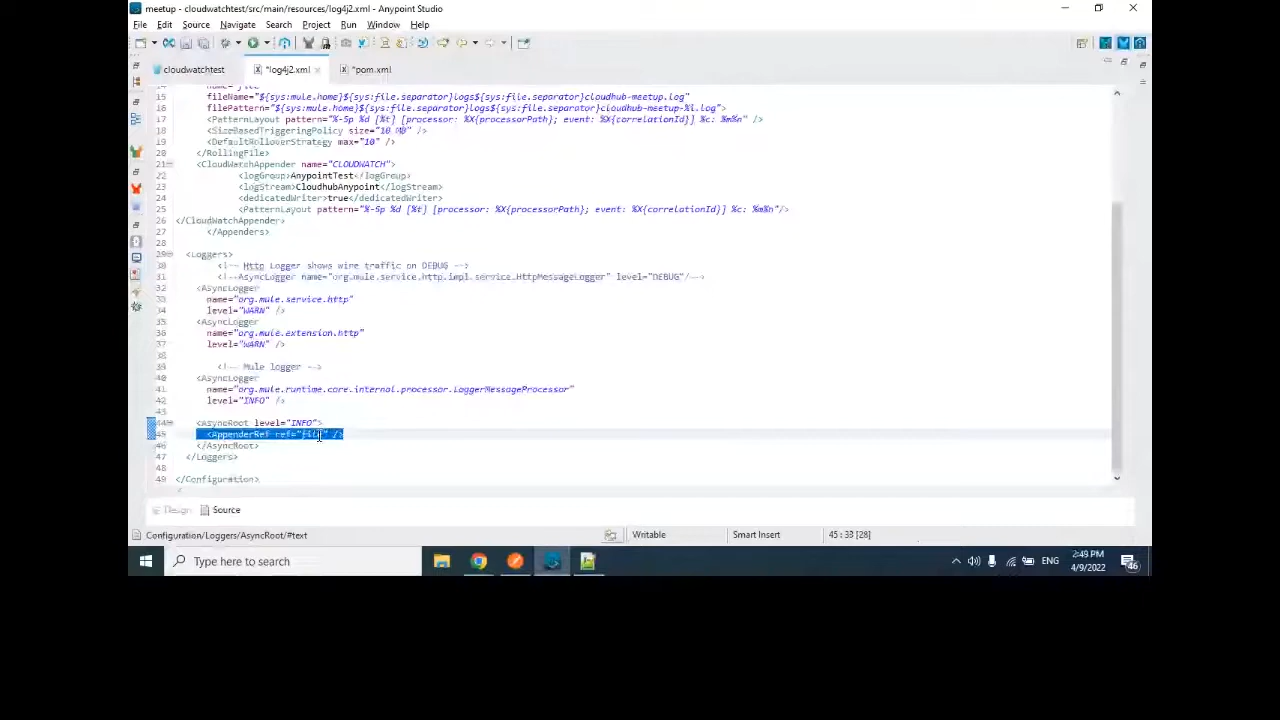 meetup - cloudwatchtest/src/main/resources/log4j2.xml - Anypoint Studio
File Edit Source Navigate Search Project Run Window Help
cloudwatchtest *log4j2.xml *pom.xml
15 fileName="${sys:mule.home}${sys:file.separator}logs${sys:file.separator}cloudhub-meetup.log"
16 filePattern="${sys:mule.home}${sys:file.separator}logs${sys:file.separator}cloudhub-meetup-%i.log">
17 <PatternLayout pattern="%-5p %d [%t] [processor: %X{processorPath}; event: %X{correlationId}] %c: %m%n" />
18 <SizeBasedTriggeringPolicy size="10 MB" />
19 <DefaultRolloverStrategy max="10" />
20 </RollingFile>
21 <CloudWatchAppender name="CLOUDWATCH">
22 <logGroup>AnypointTest</logGroup>
23 <logStream>CloudhubAnypoint</logStream>
24 <dedicatedWriter>true</dedicatedWriter>
25 <PatternLayout pattern="%-5p %d [%t] [processor: %X{processorPath}; event: %X{correlationId}] %c: %m%n"/>
26 </CloudWatchAppender>
27 </Appenders>
28
29 <Loggers>
30 <!-- Http Logger shows wire traffic on DEBUG -->
31 <!--AsyncLogger name="org.mule.service.http.impl.service.HttpMessageLogger" level="DEBUG"/-->
32 <AsyncLogger
33 name="org.mule.service.http"
34 level="WARN" />
35 <AsyncLogger
36 name="org.mule.extension.http"
37 level="WARN" />
38
39 <!-- Mule logger -->
40 <AsyncLogger
41 name="org.mule.runtime.core.internal.processor.LoggerMessageProcessor"
42 level="INFO" />
43
44 <AsyncRoot level="INFO">
45 <AppenderRef ref="file" />
46 </AsyncRoot>
47 </Loggers>
48
49 </Configuration>
Design Source
Configuration/Loggers/AsyncRoot/#text Writable Smart Insert 45 : 33 [28]
Type here to search ENG 2:49 PM
4/9/2022 46